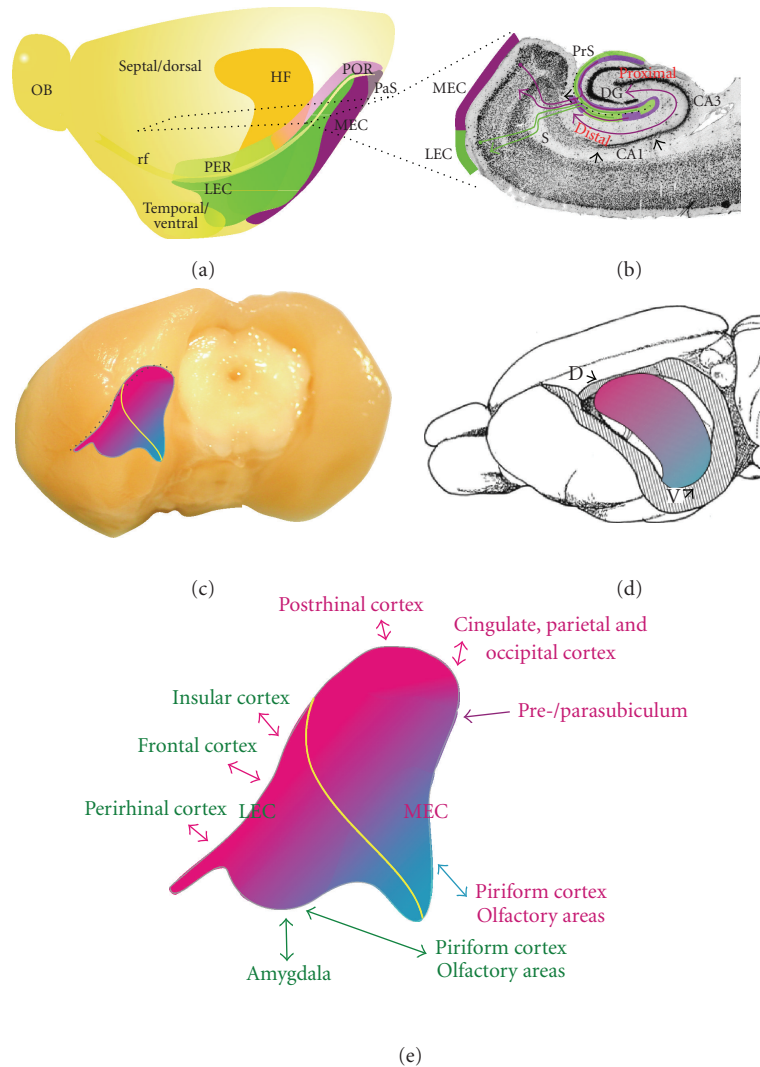 Septal/dorsal
OB
HF
POR
PaS
MEC
rf
PER
LEC
Temporal/
ventral
(a)
PrS
MEC
Proximal
DG
CA3
Distal
LEC
S
CA1
(b)
(c)
D
V
(d)
Postrhinal cortex
Cingulate, parietal and
occipital cortex
Insular cortex
Pre-/parasubiculum
Frontal cortex
Perirhinal cortex
LEC
MEC
Piriform cortex
Olfactory areas
Piriform cortex
Olfactory areas
Amygdala
(e)